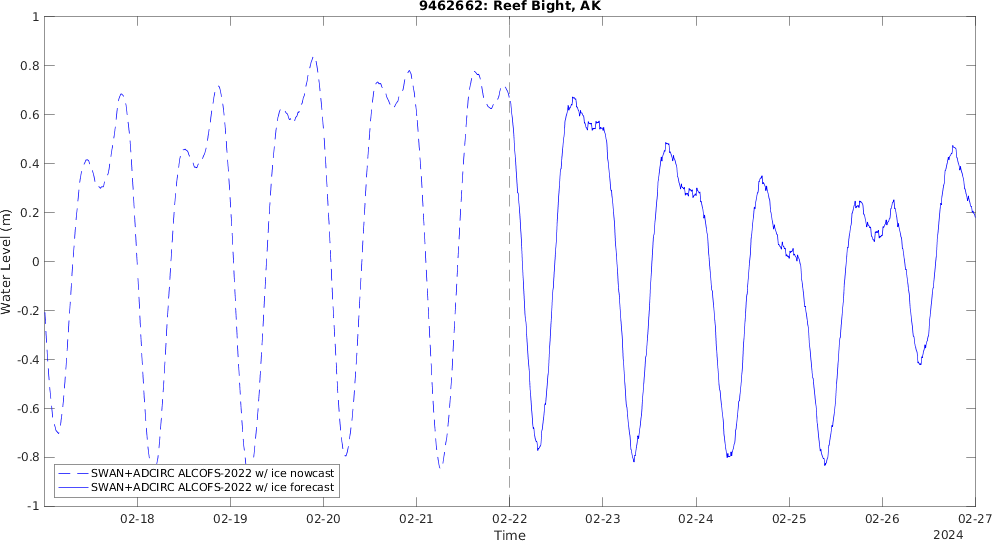 9462662: Reef Bight, AK
1
0.8
0.6
0.4
0.2
0
-0.2
-0.4
-0.6
-0.8
-1
Water Level (m)
SWAN+ADCIRC ALCOFS-2022 w/ ice nowcast
SWAN+ADCIRC ALCOFS-2022 w/ ice forecast
02-18 02-19 02-20 02-21 02-22 02-23 02-24 02-25 02-26 02-27
Time
2024